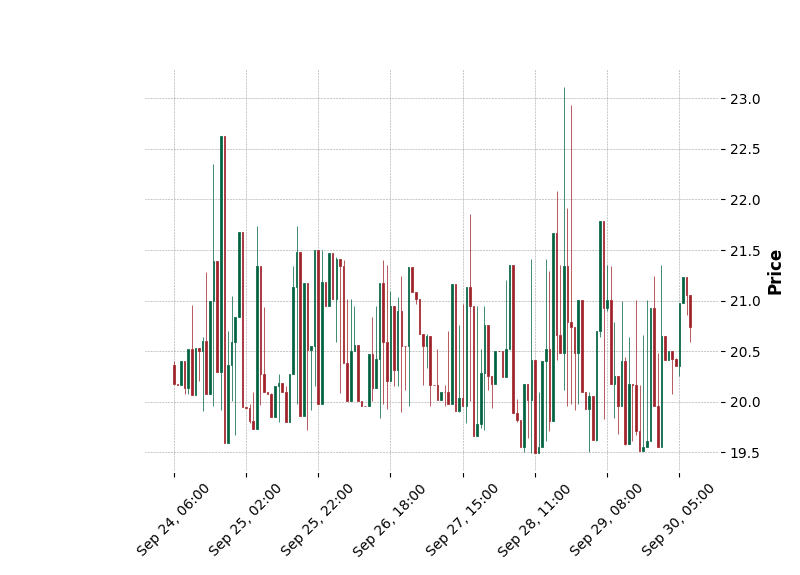 23.0
22.5
22.0
21.5
21.0
20.5
20.0
19.5
Price
Sep 24, 06:00
Sep 25, 02:00
Sep 25, 22:00
Sep 26, 18:00
Sep 27, 15:00
Sep 28, 11:00
Sep 29, 08:00
Sep 30, 05:00